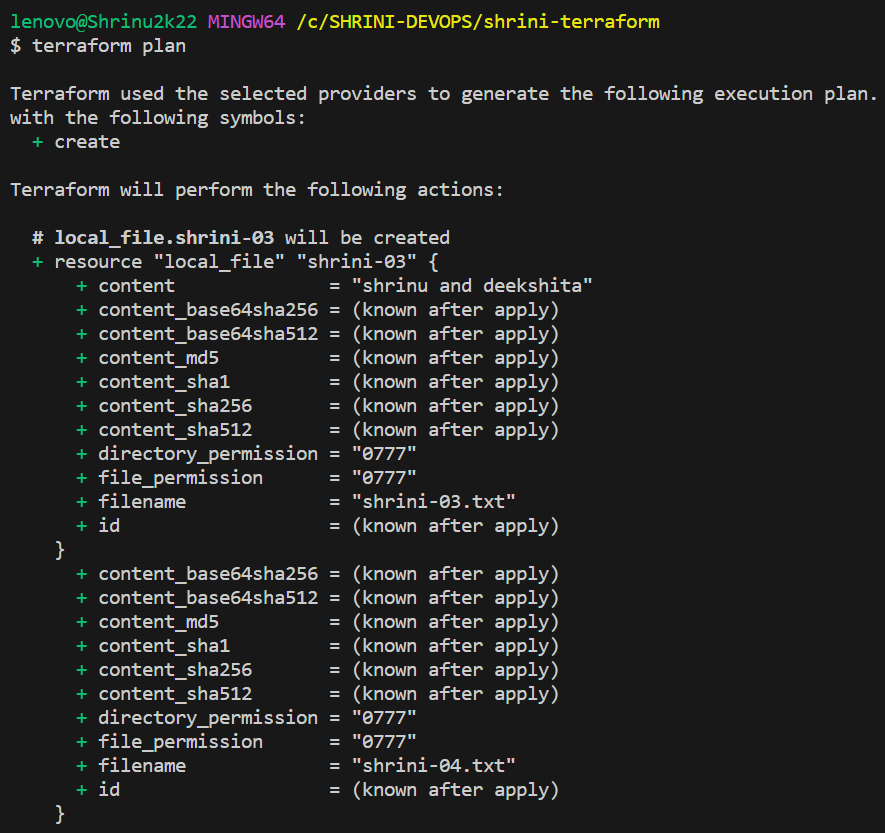 lenovo@Shrinu2k22 MINGW64 /c/SHRINI-DEVOPS/shrini-terraform
$ terraform plan

Terraform used the selected providers to generate the following execution plan.
with the following symbols:
  + create

Terraform will perform the following actions:

  # local_file.shrini-03 will be created
  + resource "local_file" "shrini-03" {
      + content              = "shrinu and deekshita"
      + content_base64sha256 = (known after apply)
      + content_base64sha512 = (known after apply)
      + content_md5          = (known after apply)
      + content_sha1         = (known after apply)
      + content_sha256       = (known after apply)
      + content_sha512       = (known after apply)
      + directory_permission = "0777"
      + file_permission      = "0777"
      + filename             = "shrini-03.txt"
      + id                   = (known after apply)
    }
      + content_base64sha256 = (known after apply)
      + content_base64sha512 = (known after apply)
      + content_md5          = (known after apply)
      + content_sha1         = (known after apply)
      + content_sha256       = (known after apply)
      + content_sha512       = (known after apply)
      + directory_permission = "0777"
      + file_permission      = "0777"
      + filename             = "shrini-04.txt"
      + id                   = (known after apply)
    }